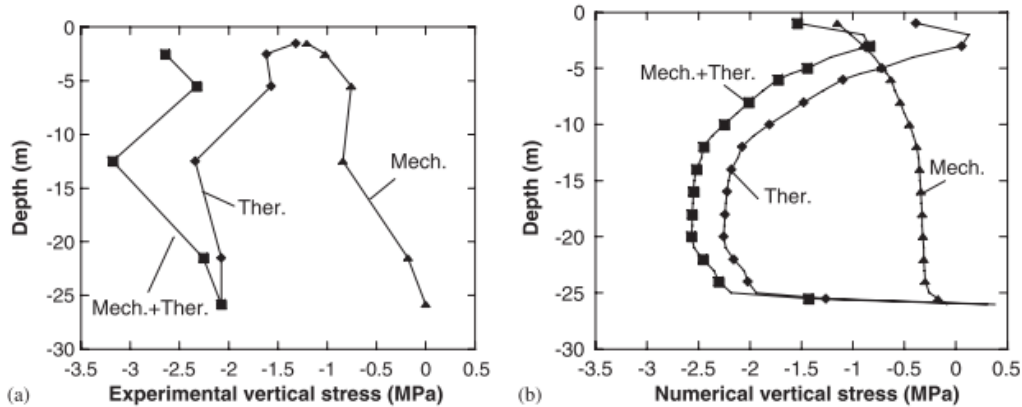 0
-5
-10
-15
-20
-25
-30
Depth (m)
Mech.
Ther.
Mech.+Ther.
-3.5 -3 -2.5 -2 -1.5 -1 -0.5 0 0.5
(a) Experimental vertical stress (MPa)
0
-5
-10
-15
-20
-25
-30
Depth (m)
Mech.+Ther.
Ther.
Mech.
-3.5 -3 -2.5 -2 -1.5 -1 -0.5 0 0.5
(b) Numerical vertical stress (MPa)